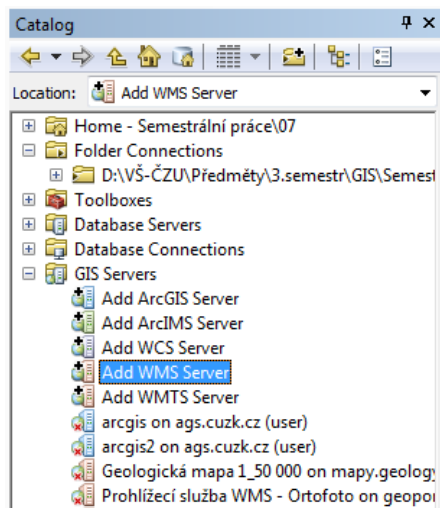 Catalog
Location: Add WMS Server
Home - Semestrální práce\07
Folder Connections
D:\VŠ-ČZU\Předměty\3.semestr\GIS\Semest
Toolboxes
Database Servers
Database Connections
GIS Servers
Add ArcGIS Server
Add ArcIMS Server
Add WCS Server
Add WMS Server
Add WMTS Server
arcgis on ags.cuzk.cz (user)
arcgis2 on ags.cuzk.cz (user)
Geologická mapa 1_50 000 on mapy.geology
Prohlížecí služba WMS - Ortofoto on geopor